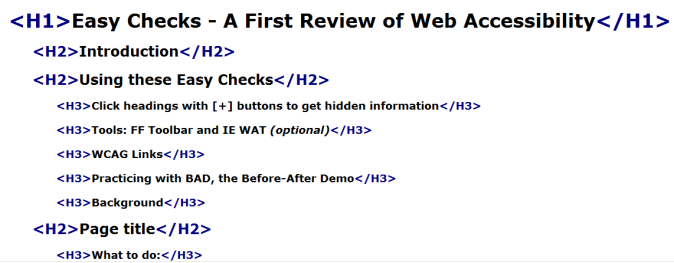 <H1>Easy Checks - A First Review of Web Accessibility</H1>
<H2>Introduction</H2>
<H2>Using these Easy Checks</H2>
<H3>Click headings with [+] buttons to get hidden information</H3>
<H3>Tools: FF Toolbar and IE WAT (optional)</H3>
<H3>WCAG Links</H3>
<H3>Practicing with BAD, the Before-After Demo</H3>
<H3>Background</H3>
<H2>Page title</H2>
<H3>What to do:</H3>